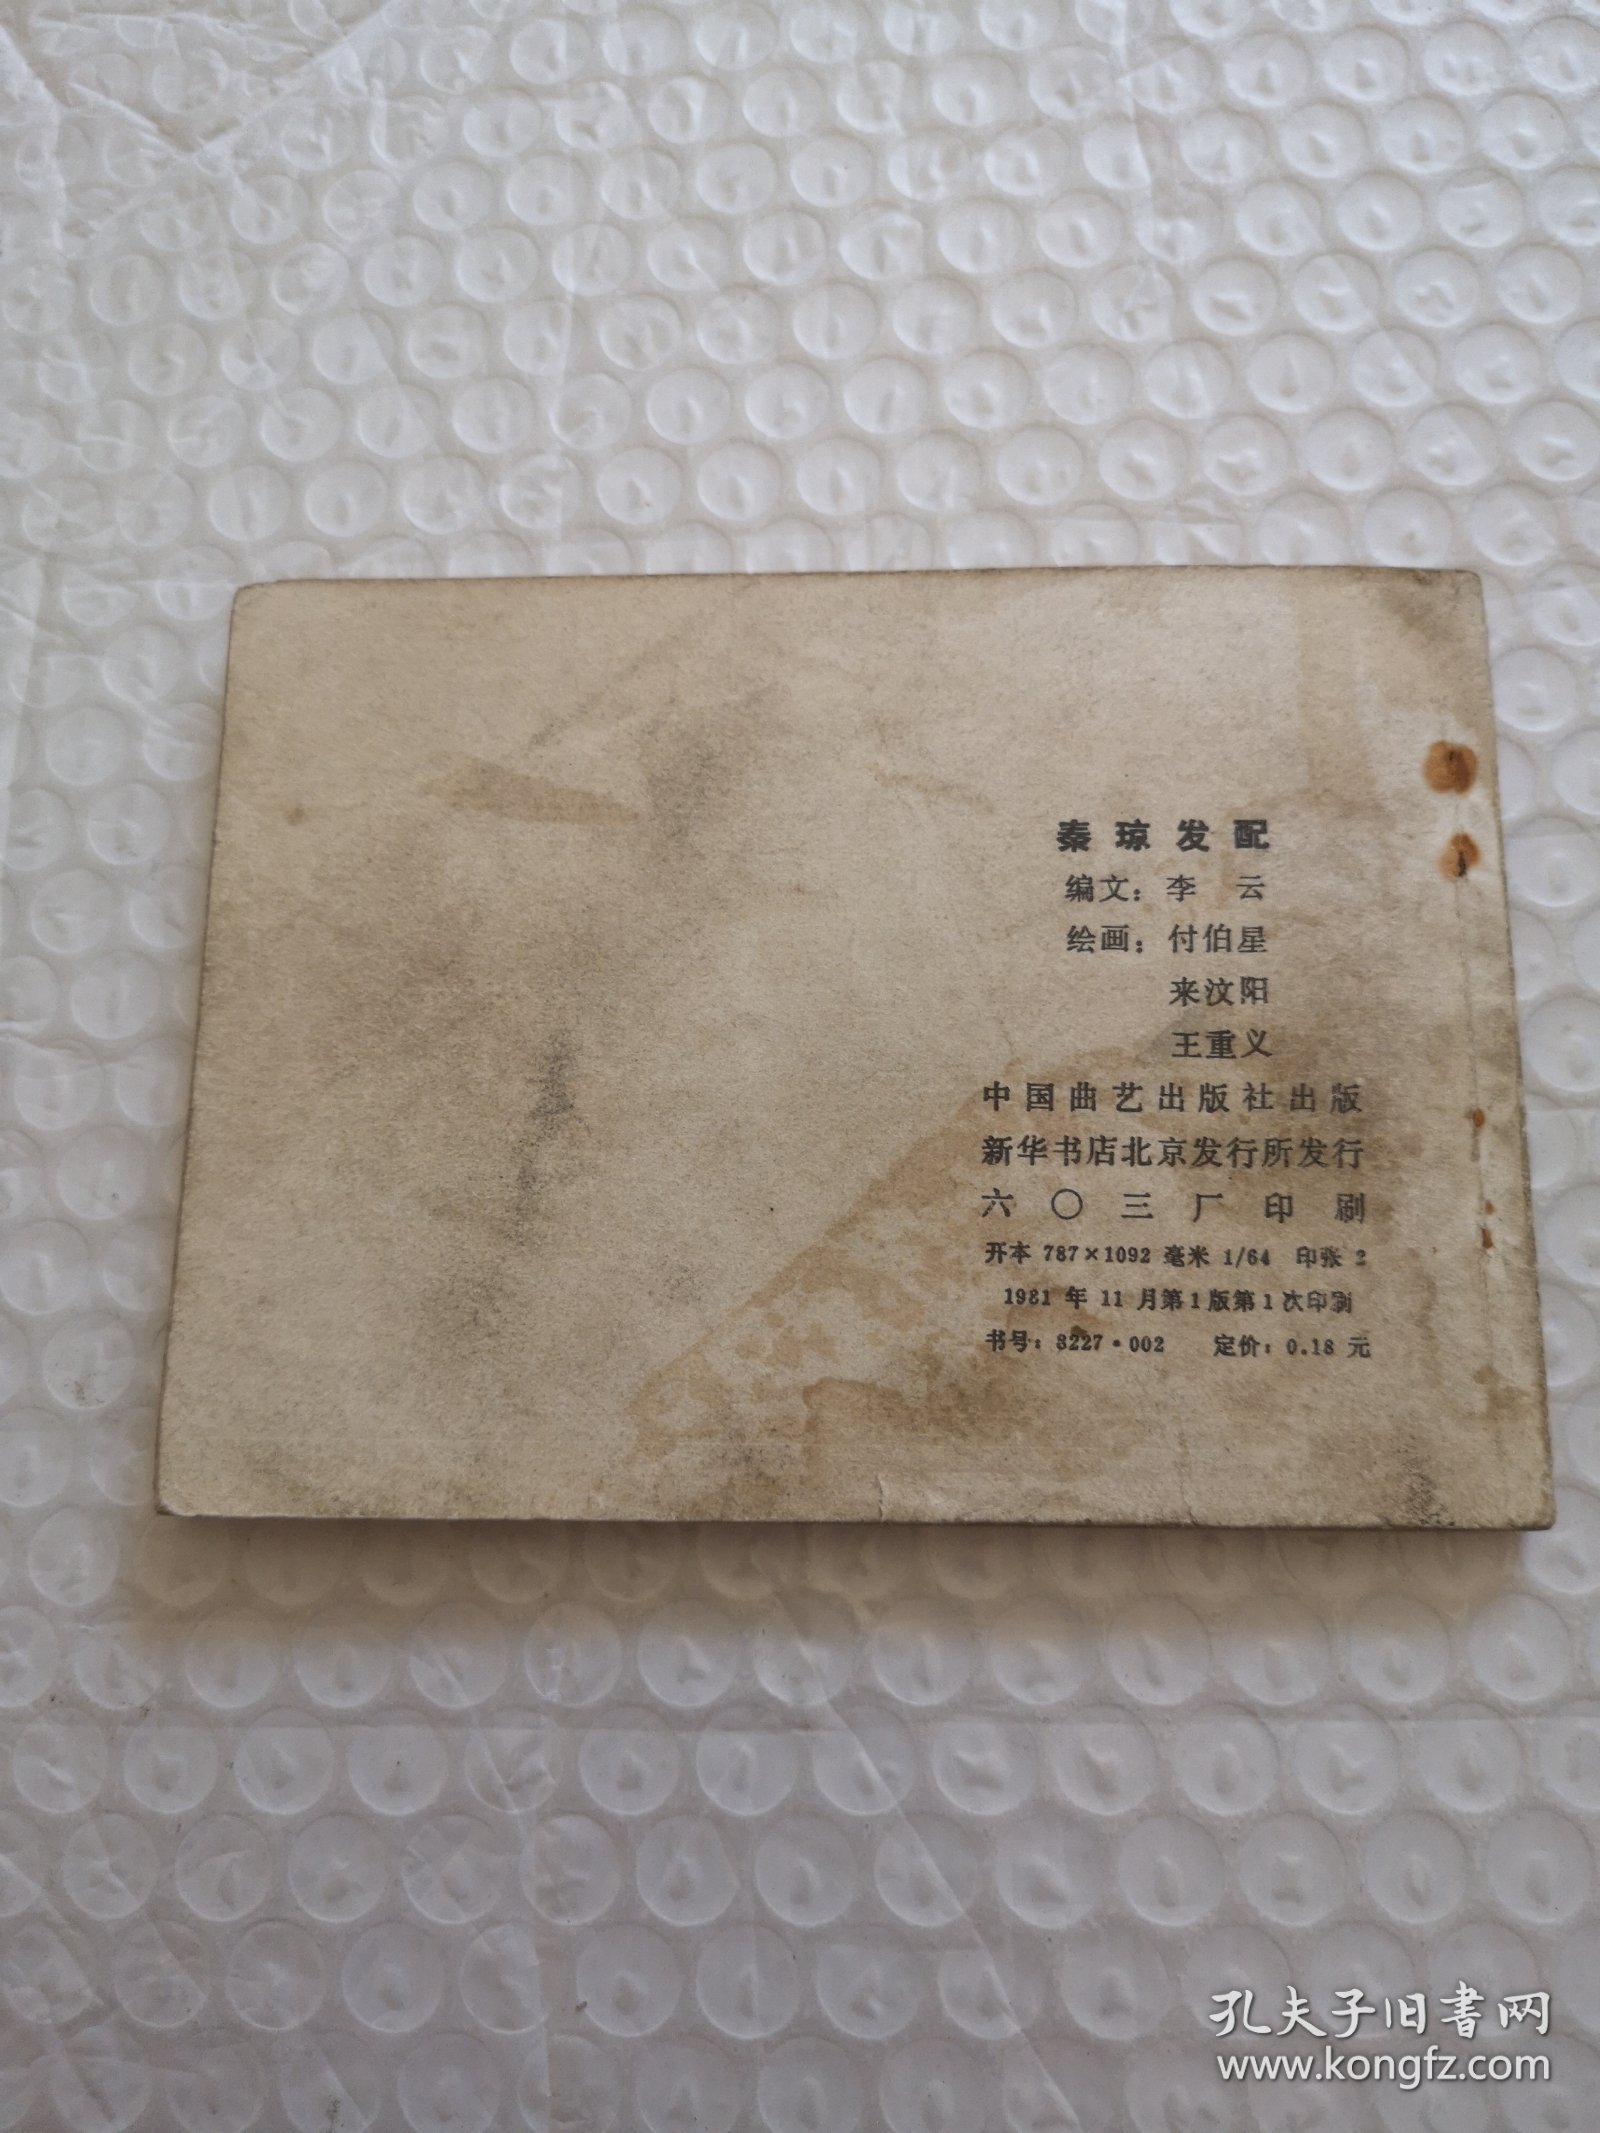 秦琼发配
编文：李　云
绘画：付伯星
来汶阳
王重义
中国曲艺出版社出版
新华书店北京发行所发行
六〇三厂印刷
开本 787×1092 毫米 1/64　印张 2
1981 年 11 月第1版第1次印刷
书号：8227·002　定价：0.18 元
孔夫子旧书网
www.kongfz.com